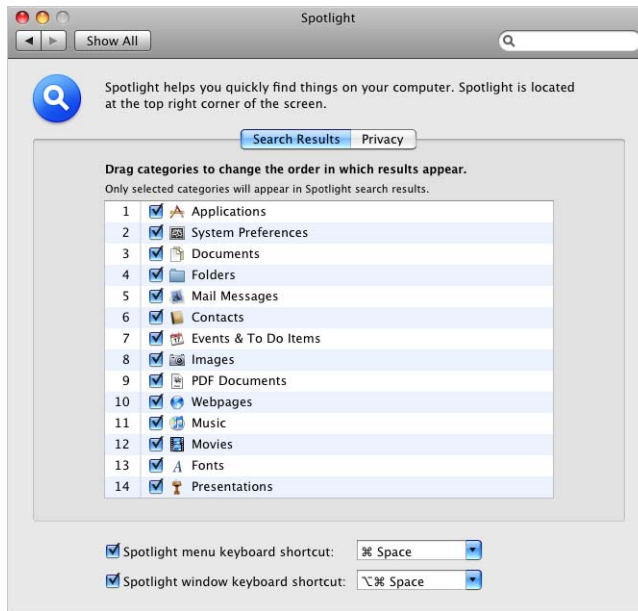 Spotlight
Show All
Spotlight helps you quickly find things on your computer. Spotlight is located
at the top right corner of the screen.
Search Results Privacy
Drag categories to change the order in which results appear.
Only selected categories will appear in Spotlight search results.
1 Applications
2 System Preferences
3 Documents
4 Folders
5 Mail Messages
6 Contacts
7 Events & To Do Items
8 Images
9 PDF Documents
10 Webpages
11 Music
12 Movies
13 Fonts
14 Presentations
Spotlight menu keyboard shortcut: ⌘ Space
Spotlight window keyboard shortcut: ⌥⌘ Space